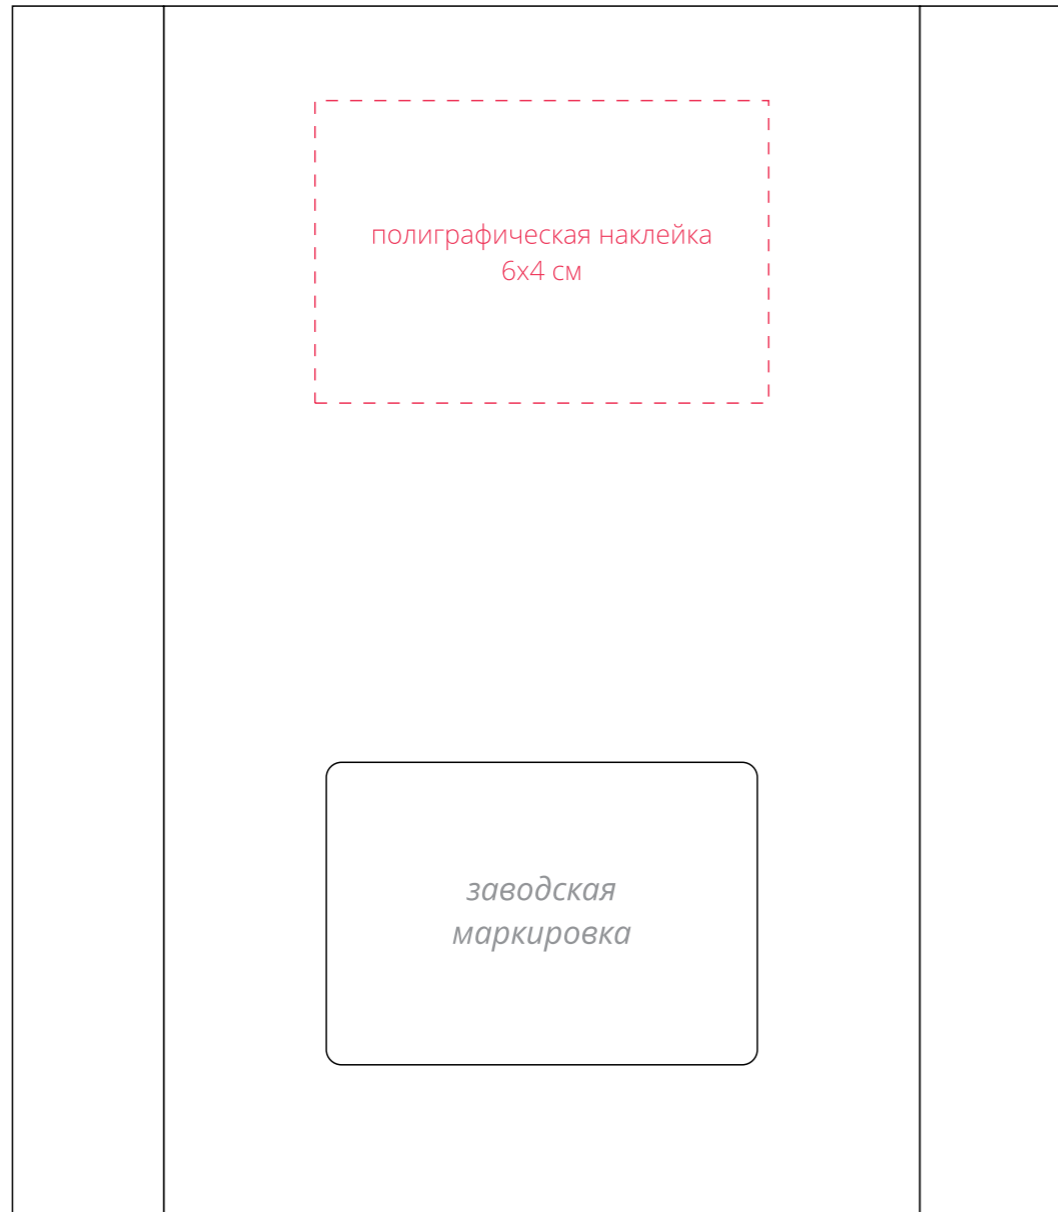 полиграфическая наклейка
6х4 см
заводская
маркировка